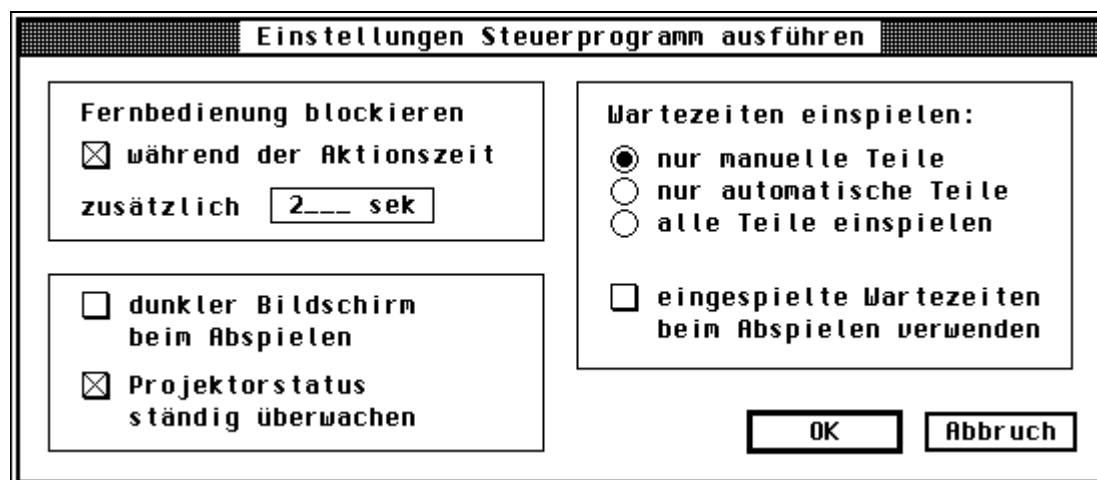 Einstellungen Steuerprogramm ausführen
Fernbedienung blockieren
während der Aktionszeit
zusätzlich 2___ sek
dunkler Bildschirm
beim Abspielen
Projektorstatus
ständig überwachen
Wartezeiten einspielen:
nur manuelle Teile
nur automatische Teile
alle Teile einspielen
eingespielte Wartezeiten
beim Abspielen verwenden
OK
Abbruch